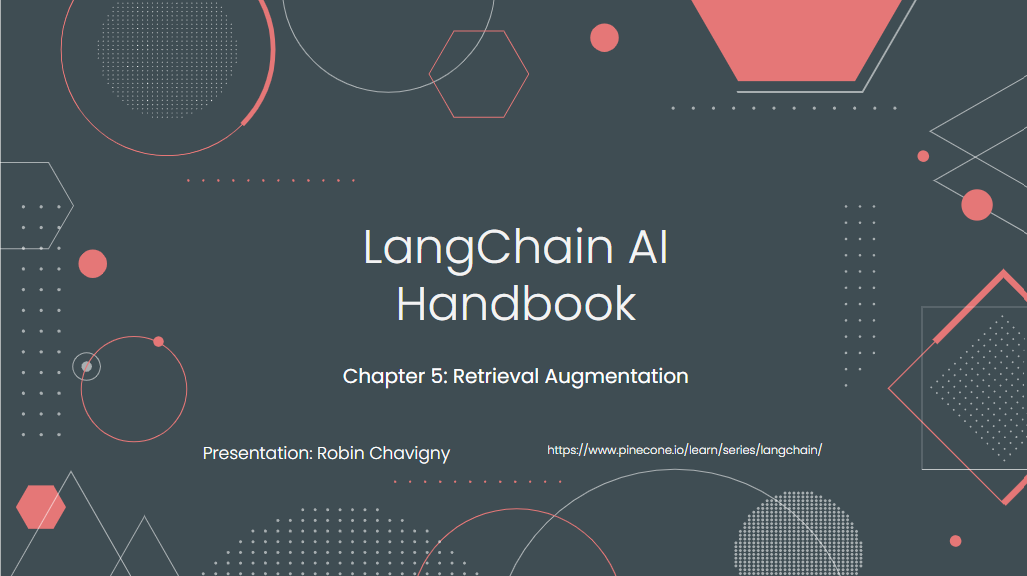 LangChain AI
Handbook
Chapter 5: Retrieval Augmentation
Presentation: Robin Chavigny
https://www.pinecone.io/learn/series/langchain/